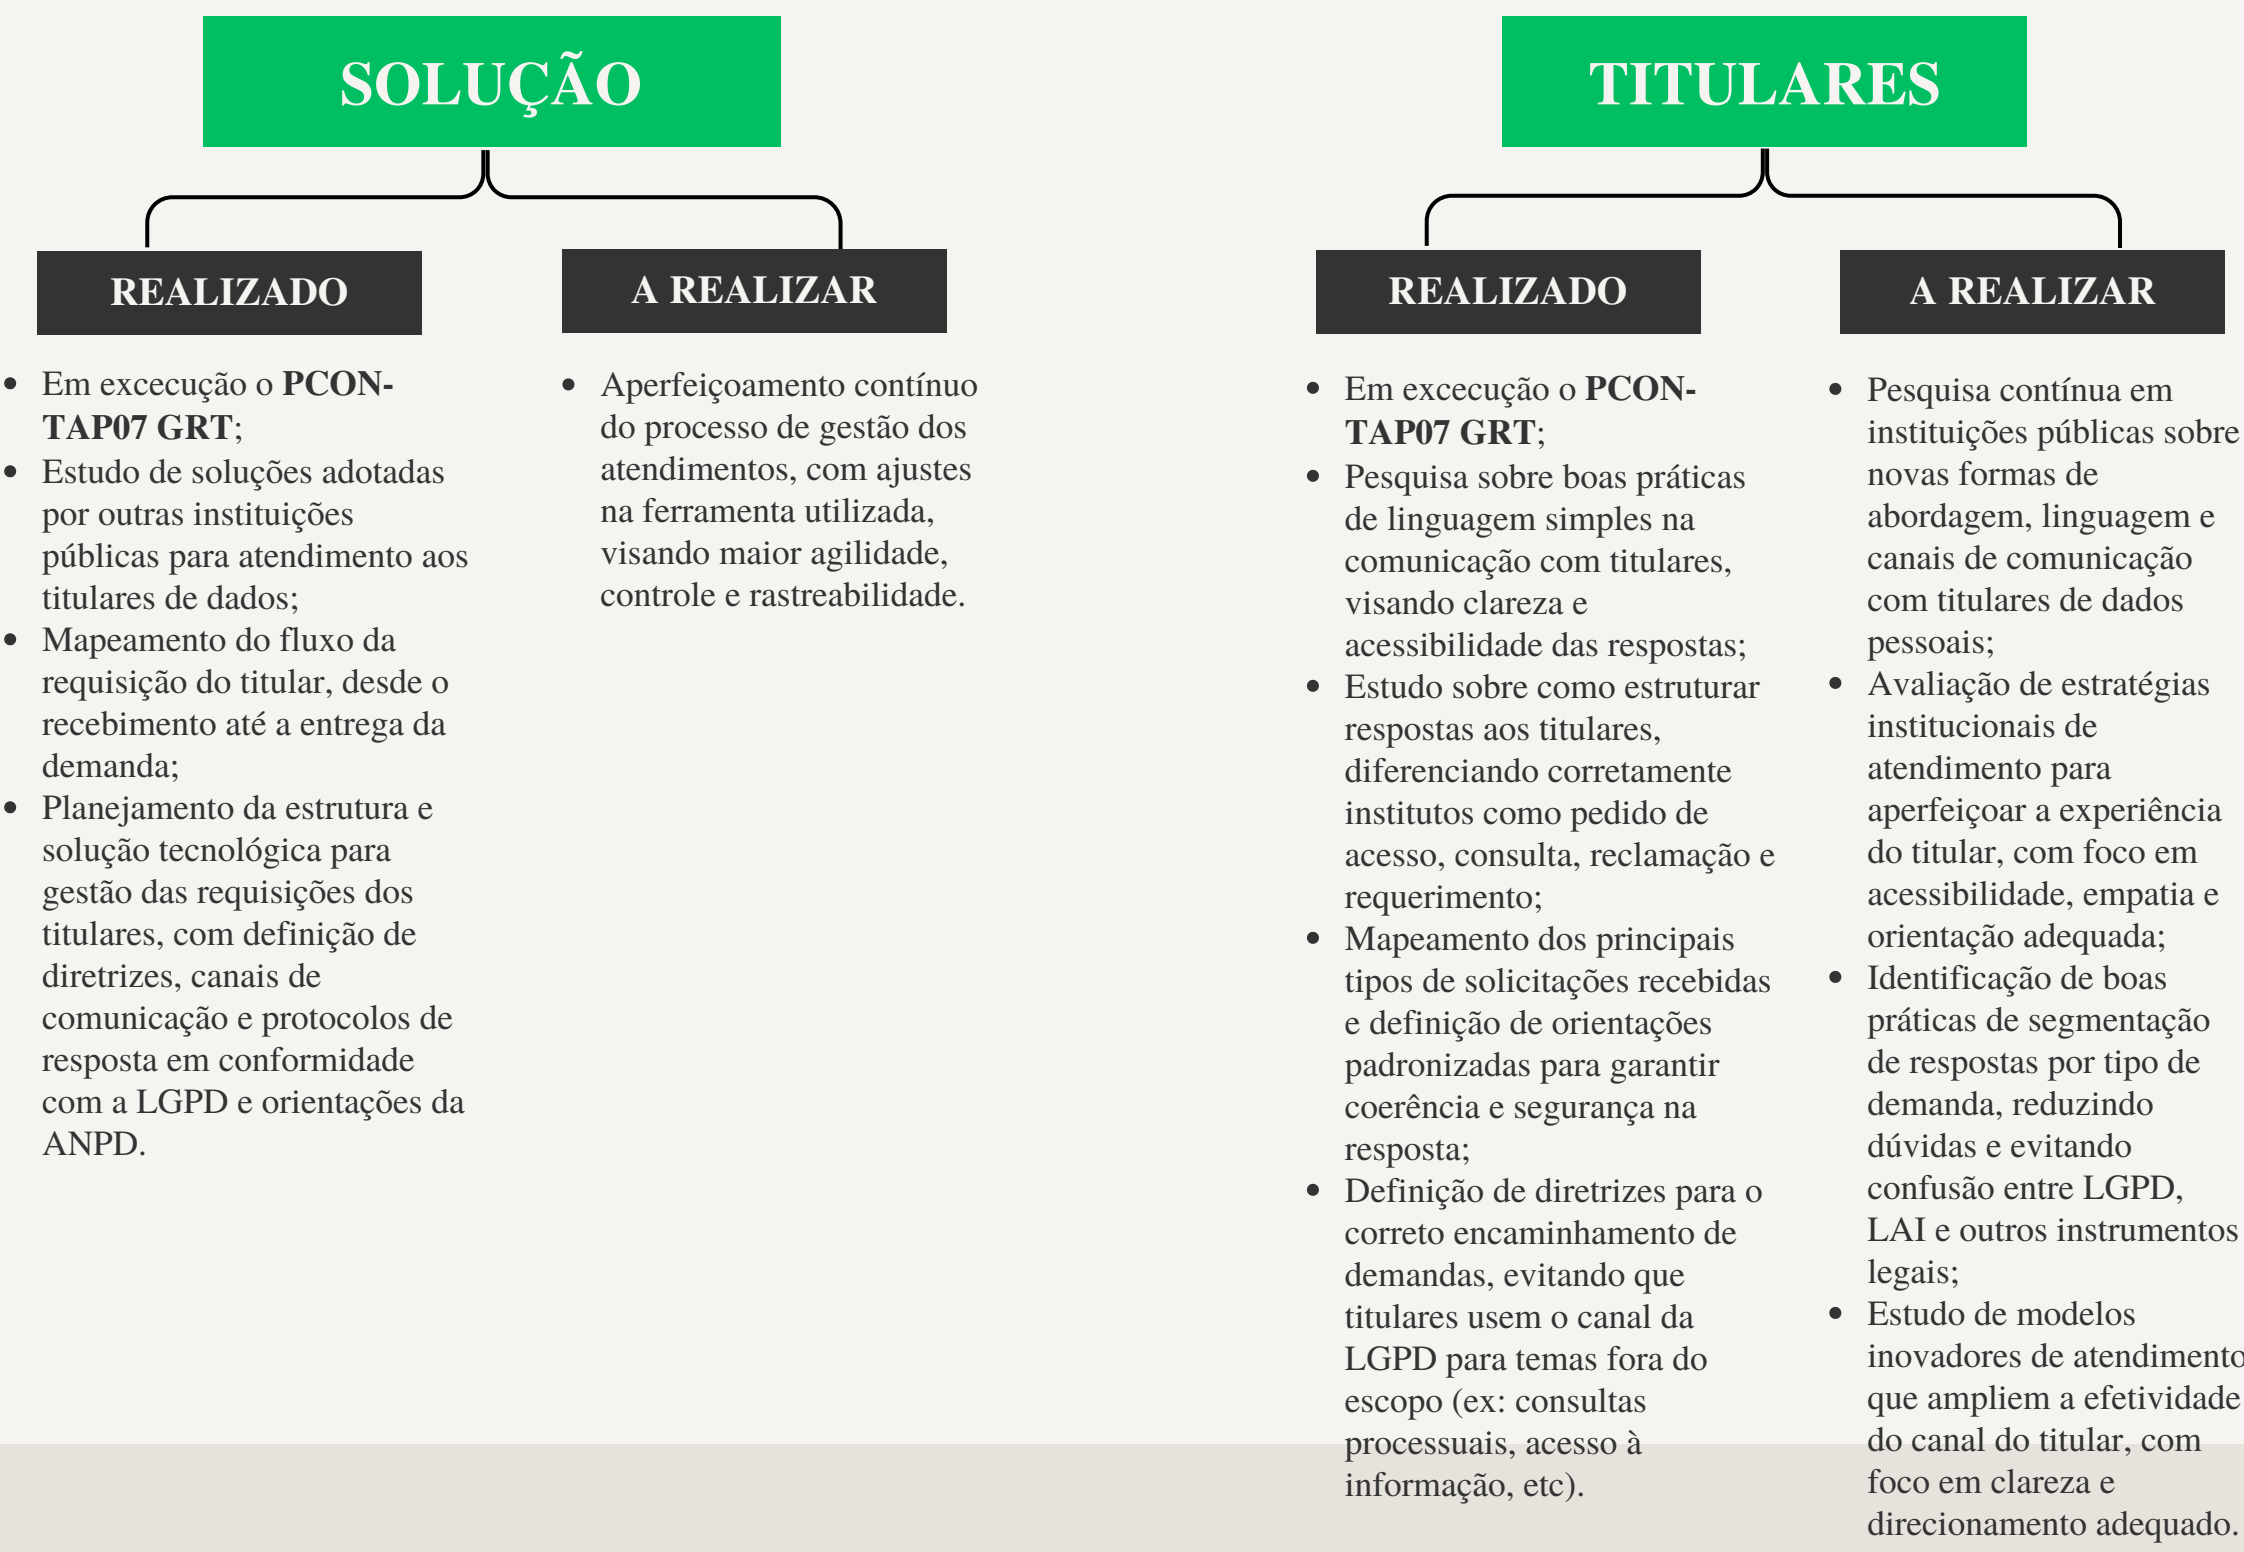 SOLUÇÃO
REALIZADO
• Em excecução o PCON-
TAP07 GRT;
• Estudo de soluções adotadas
por outras instituições
públicas para atendimento aos
titulares de dados;
• Mapeamento do fluxo da
requisição do titular, desde o
recebimento até a entrega da
demanda;
• Planejamento da estrutura e
solução tecnológica para
gestão das requisições dos
titulares, com definição de
diretrizes, canais de
comunicação e protocolos de
resposta em conformidade
com a LGPD e orientações da
ANPD.
A REALIZAR
• Aperfeiçoamento contínuo
do processo de gestão dos
atendimentos, com ajustes
na ferramenta utilizada,
visando maior agilidade,
controle e rastreabilidade.
TITULARES
REALIZADO
• Em excecução o PCON-
TAP07 GRT;
• Pesquisa sobre boas práticas
de linguagem simples na
comunicação com titulares,
visando clareza e
acessibilidade das respostas;
• Estudo sobre como estruturar
respostas aos titulares,
diferenciando corretamente
institutos como pedido de
acesso, consulta, reclamação e
requerimento;
• Mapeamento dos principais
tipos de solicitações recebidas
e definição de orientações
padronizadas para garantir
coerência e segurança na
resposta;
• Definição de diretrizes para o
correto encaminhamento de
demandas, evitando que
titulares usem o canal da
LGPD para temas fora do
escopo (ex: consultas
processuais, acesso à
informação, etc).
A REALIZAR
• Pesquisa contínua em
instituições públicas sobre
novas formas de
abordagem, linguagem e
canais de comunicação
com titulares de dados
pessoais;
• Avaliação de estratégias
institucionais de
atendimento para
aperfeiçoar a experiência
do titular, com foco em
acessibilidade, empatia e
orientação adequada;
• Identificação de boas
práticas de segmentação
de respostas por tipo de
demanda, reduzindo
dúvidas e evitando
confusão entre LGPD,
LAI e outros instrumentos
legais;
• Estudo de modelos
inovadores de atendimento
que ampliem a efetividade
do canal do titular, com
foco em clareza e
direcionamento adequado.